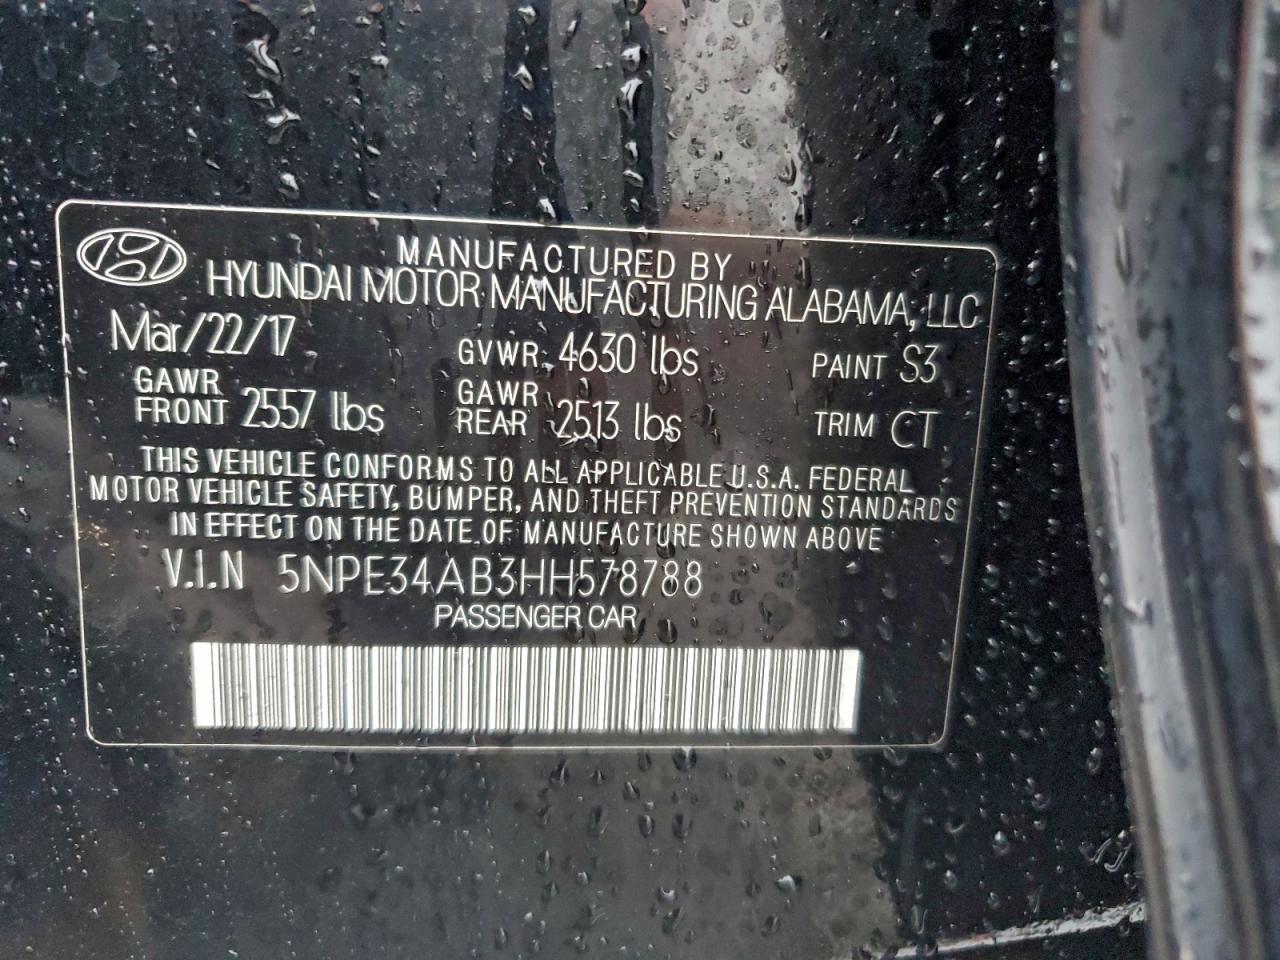 MANUFACTURED BY
HYUNDAI MOTOR MANUFACTURING ALABAMA, LLC
Mar/22/17 GVWR: 4630 lbs PAINT S3
GAWR FRONT 2557 lbs GAWR REAR 2513 lbs TRIM CT
THIS VEHICLE CONFORMS TO ALL APPLICABLE U.S.A. FEDERAL
MOTOR VEHICLE SAFETY, BUMPER, AND THEFT PREVENTION STANDARDS
IN EFFECT ON THE DATE OF MANUFACTURE SHOWN ABOVE
V.I.N 5NPE34AB3HH578788
PASSENGER CAR